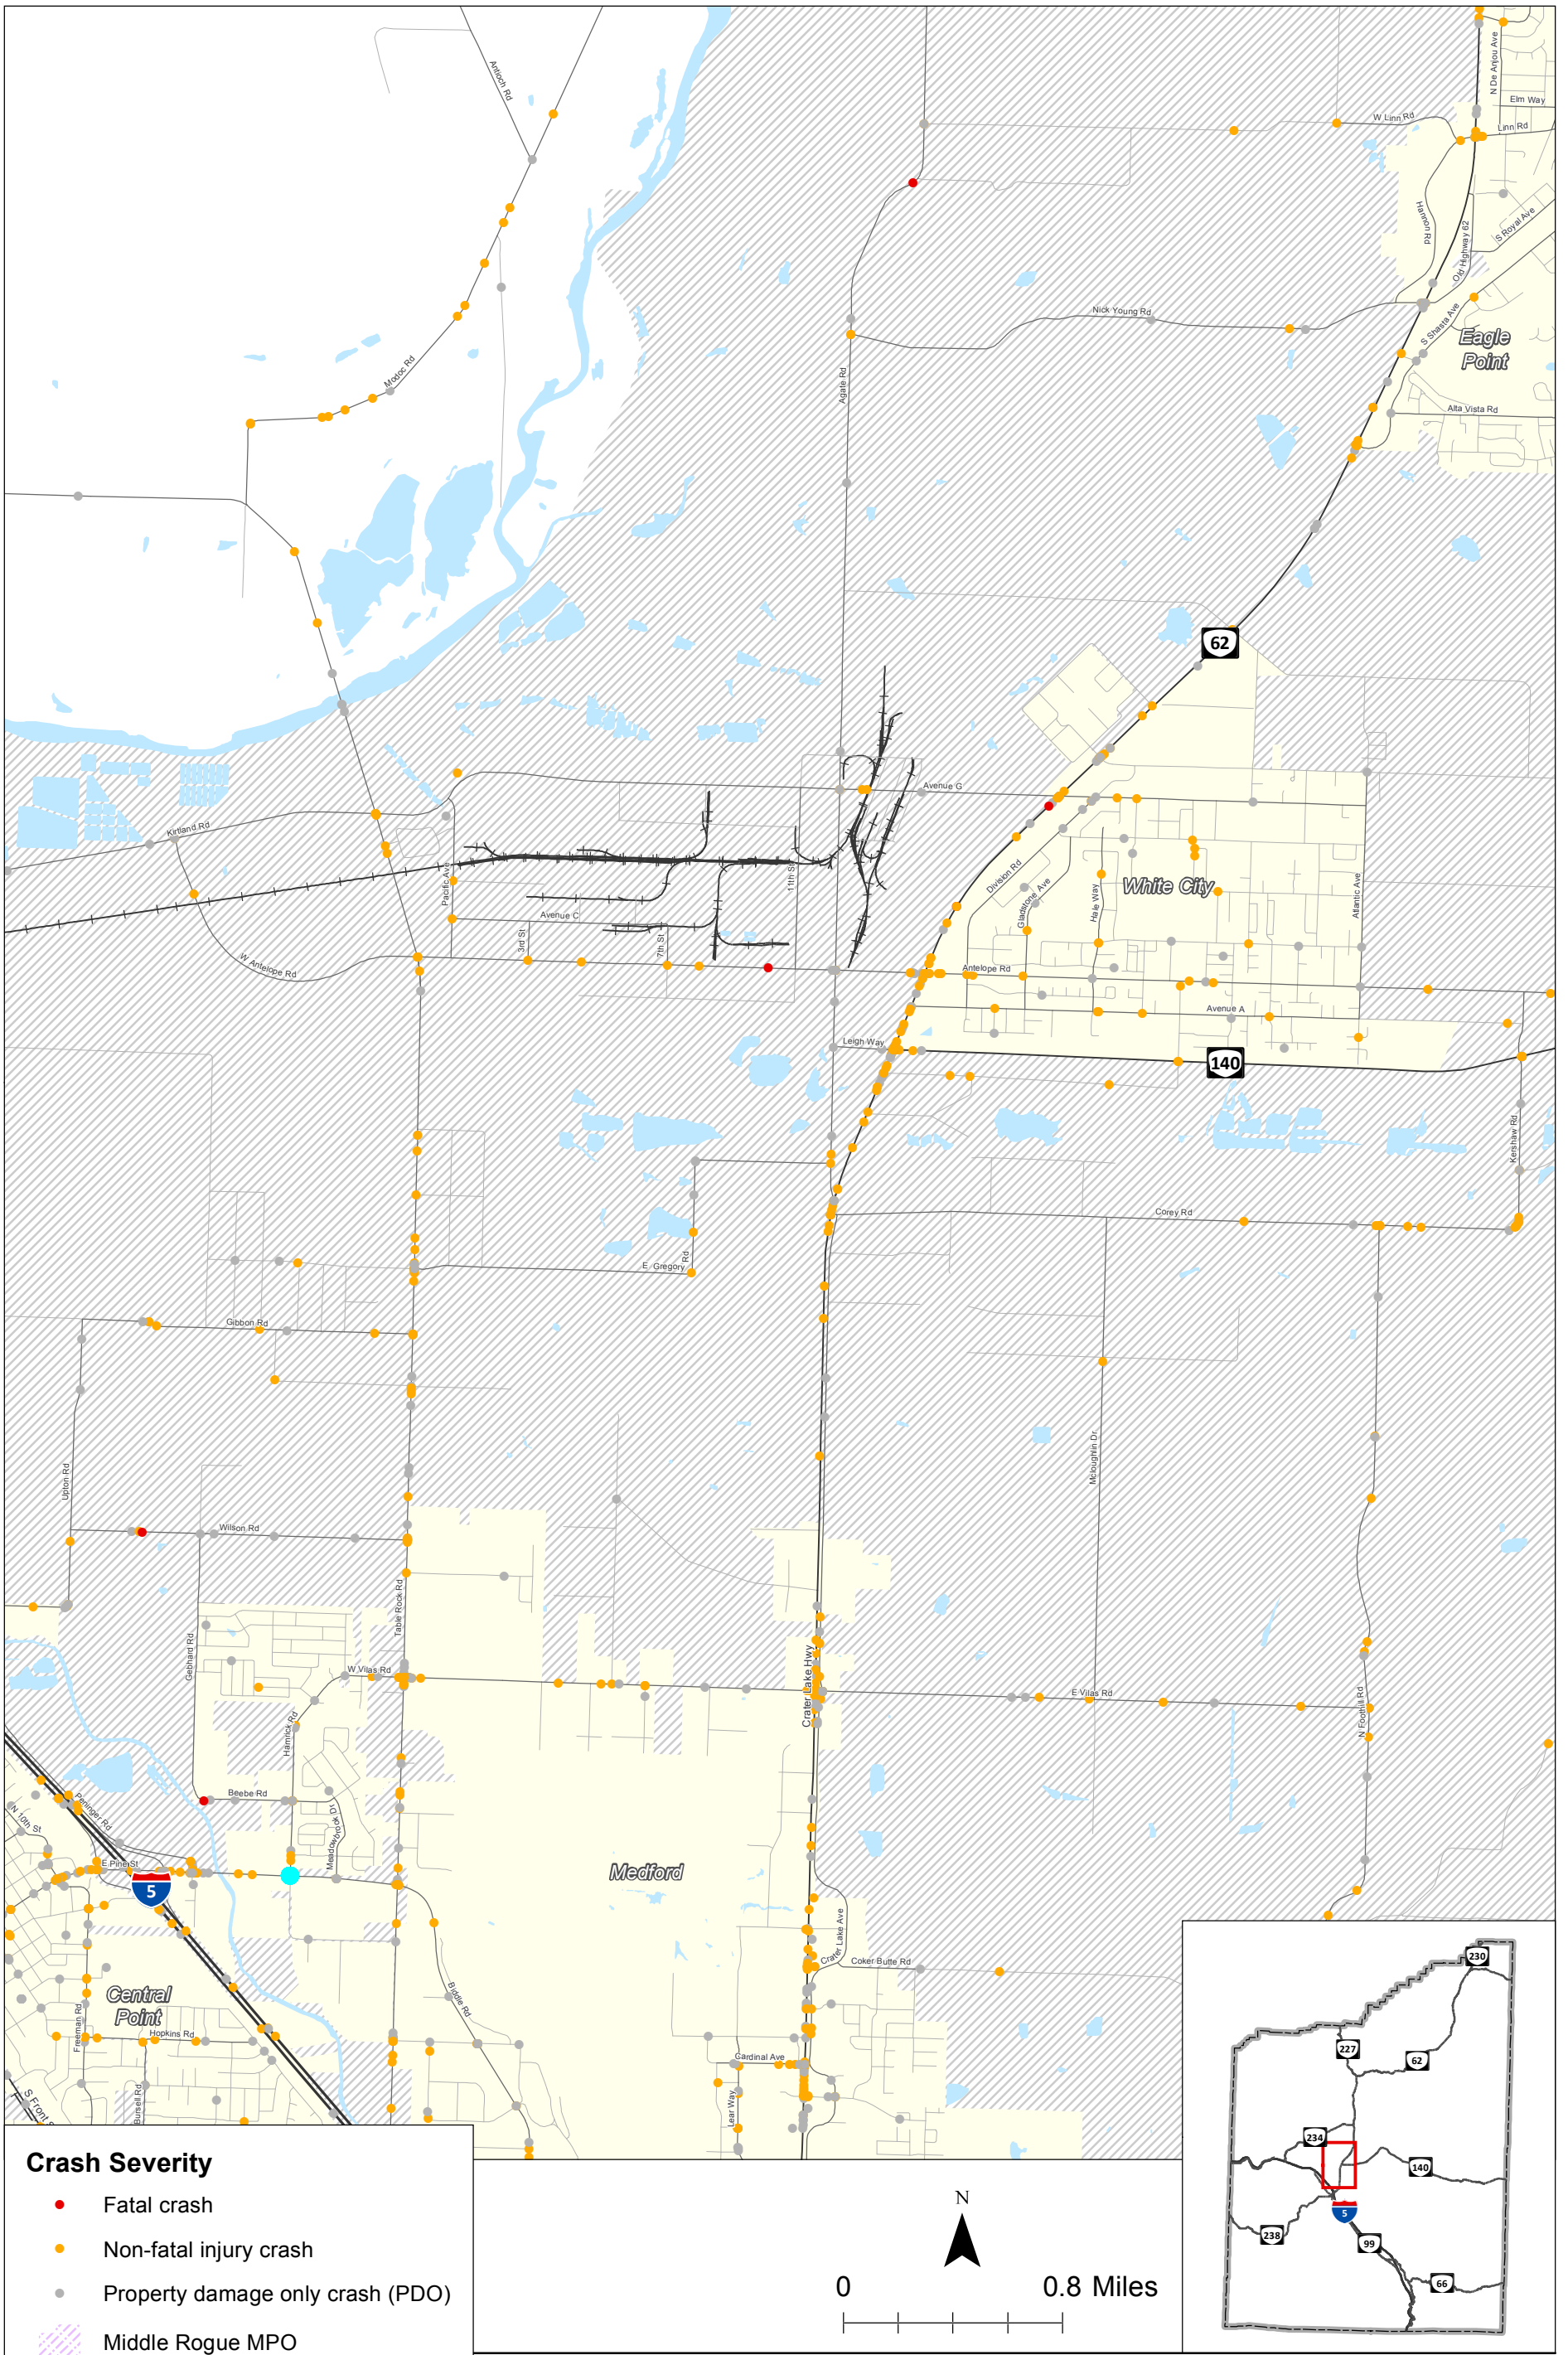 Antioch Rd
N De Anjou Ave
Elm Way
W Linn Rd
Linn Rd
Hannon Rd
Old Highway 62
S Royal Ave
Nick Young Rd
S Shasta Ave
Eagle
Point
Modoc Rd
Agate Rd
Alta Vista Rd
62
Avenue G
Kirtland Rd
Pacific Ave
11th St
Division Rd
Gladstone Ave
Hale Way
White City
Atlantic Ave
Avenue C
3rd St
7th St
W Antelope Rd
Antelope Rd
Avenue A
Leigh Way
140
Kershaw Rd
Corey Rd
E Gregory Rd
Gibbon Rd
Upton Rd
Mcloughlin Dr
Wilson Rd
Table Rock Rd
Gebhard Rd
W Vilas Rd
Crater Lake Hwy
E Vilas Rd
N Foothill Rd
Hamrick Rd
Beebe Rd
Meadowbrook Dr
Peninger Rd
N 10th St
E Pine St
5
Medford
Crater Lake Ave
Coker Butte Rd
Central
Point
Biddle Rd
Freeman Rd
Hopkins Rd
Cardinal Ave
Bursell Rd
Lear Way
S Front S
Crash Severity
Fatal crash
Non-fatal injury crash
Property damage only crash (PDO)
Middle Rogue MPO
N
0 0.8 Miles
230
227
62
234
140
5
238
99
66